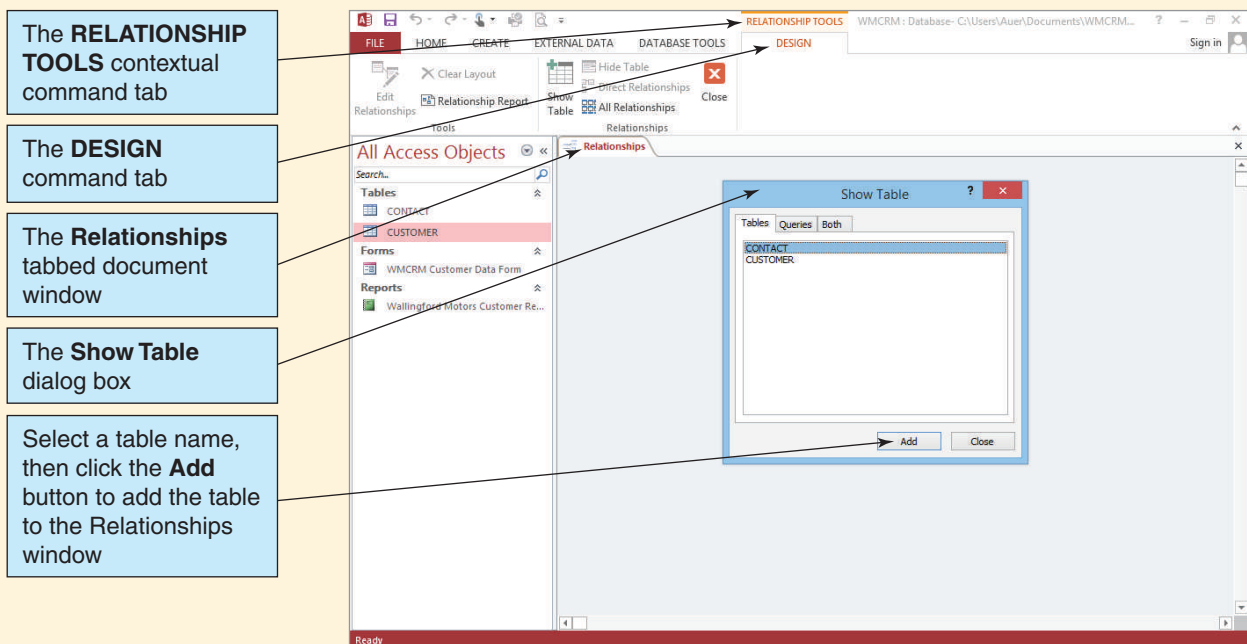 The RELATIONSHIP
TOOLS contextual
command tab
The DESIGN
command tab
The Relationships
tabbed document
window
The Show Table
dialog box
Select a table name,
then click the Add
button to add the table
to the Relationships
window
RELATIONSHIP TOOLS WMCRM : Database- C:\Users\Auer\Documents\WMCRM... ?
FILE HOME CREATE EXTERNAL DATA DATABASE TOOLS DESIGN Sign in
Edit
Relationships
Clear Layout
Relationship Report
Tools
Show
Table
Hide Table
Direct Relationships
All Relationships
Close
Relationships
All Access Objects
Search...
Tables
CONTACT
CUSTOMER
Forms
WMCRM Customer Data Form
Reports
Wallingford Motors Customer Re...
Relationships
Show Table ?
Tables Queries Both
CONTACT
CUSTOMER
Add Close
Ready